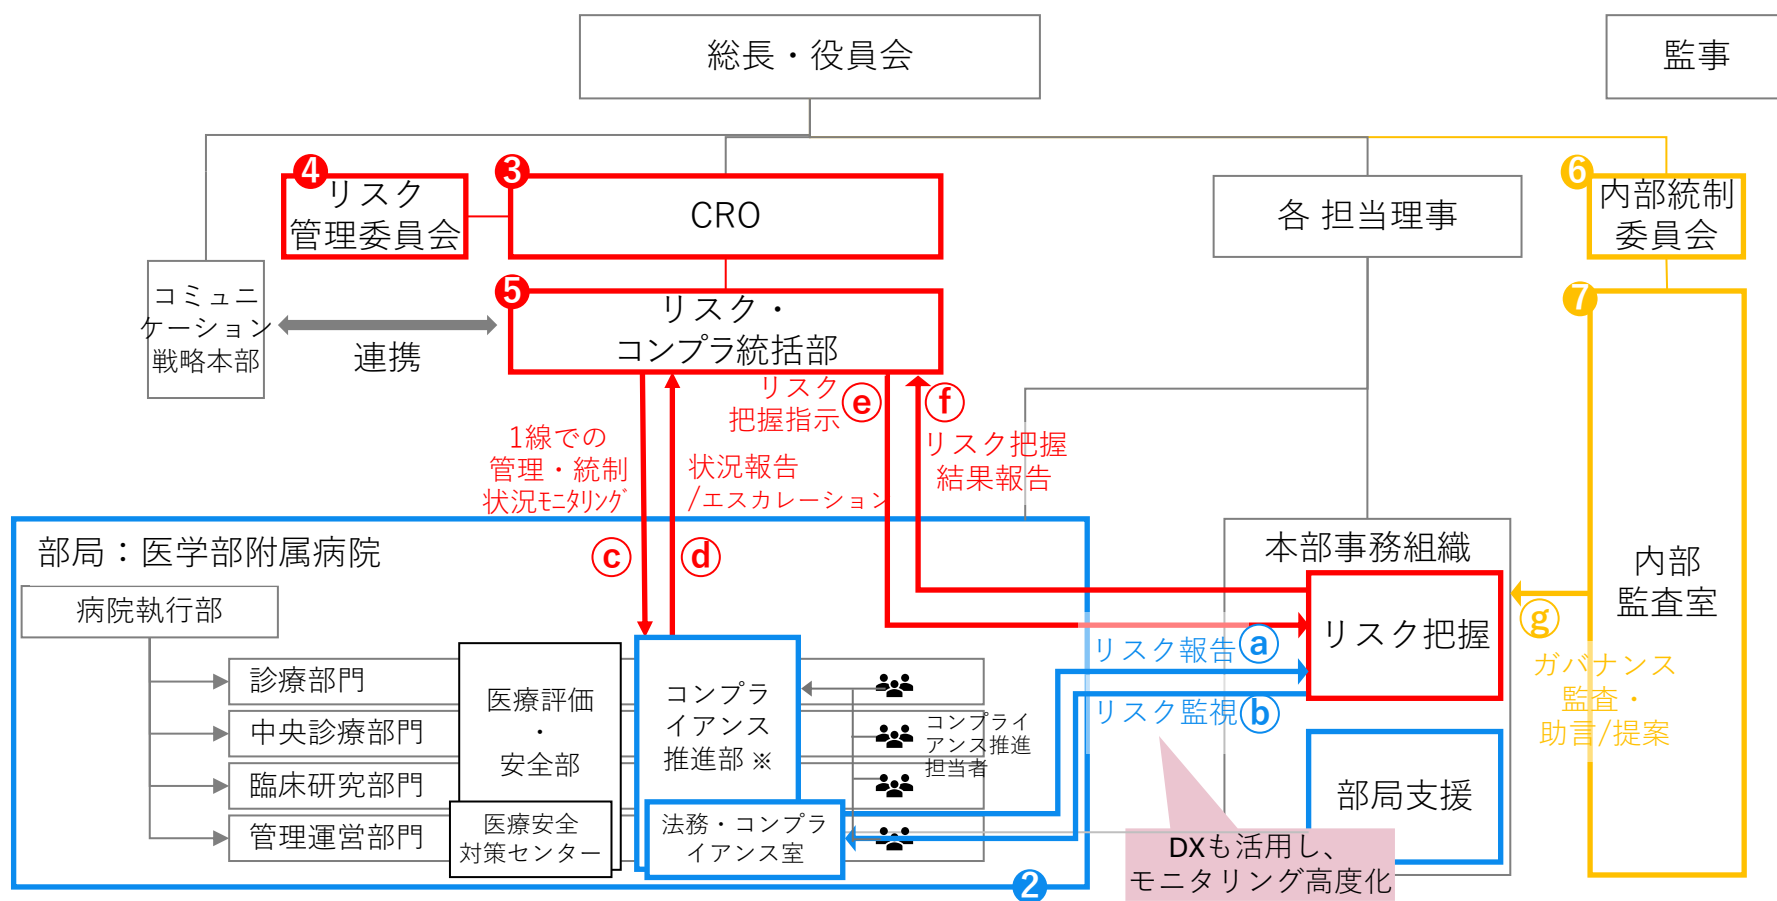 総長・役員会
監事
4
リスク
管理委員会
3
CRO
各 担当理事
6
内部統制
委員会
コミュニ
ケーション
戦略本部
連携
5
リスク・
コンプラ統括部
7
内部
監査室
リスク
把握指示
e
f
リスク把握
結果報告
1線での
管理・統制
状況モニタリング
状況報告
/エスカレーション
c
d
部局：医学部附属病院
病院執行部
診療部門
中央診療部門
臨床研究部門
管理運営部門
医療評価
・
安全部
医療安全
対策センター
コンプラ
イアンス
推進部 ※
法務・コンプラ
イアンス室
コンプライ
アンス推進
担当者
2
本部事務組織
リスク把握
リスク報告
a
リスク監視
b
部局支援
g
ガバナンス
監査・
助言/提案
DXも活用し、
モニタリング高度化